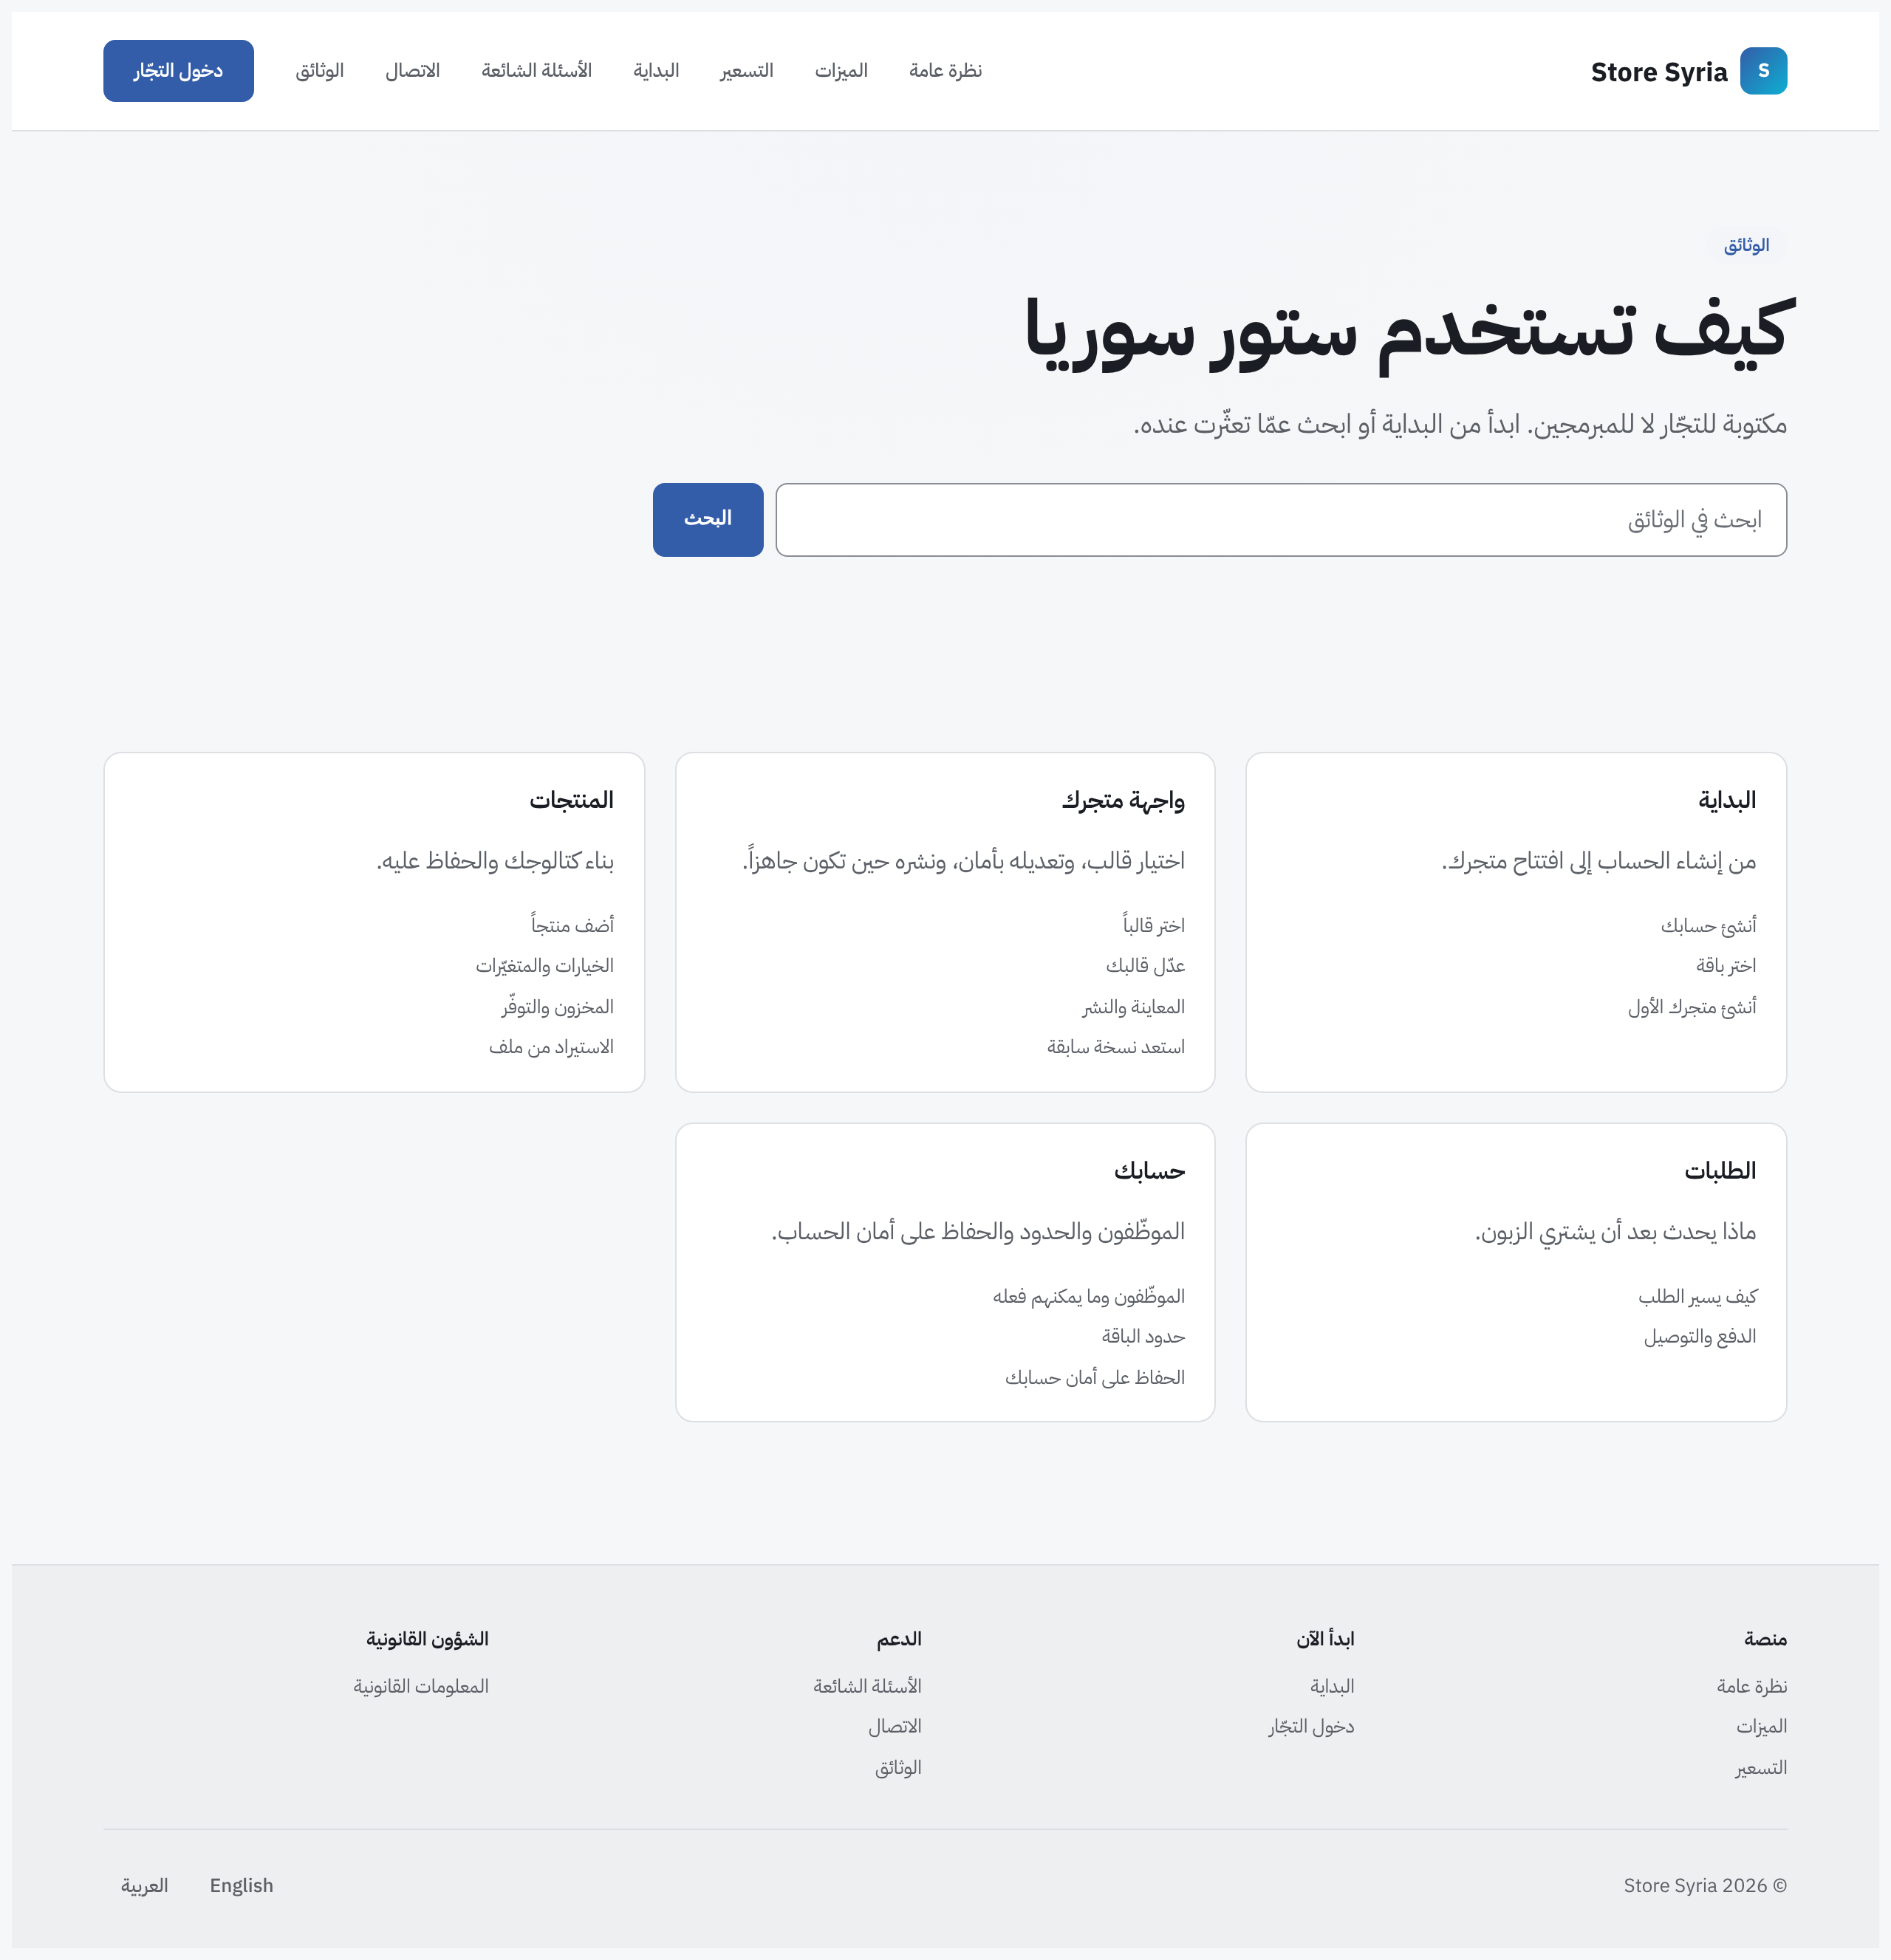 S
Store Syria
نظرة عامة
الميزات
التسعير
البداية
الأسئلة الشائعة
الاتصال
الوثائق
دخول التجّار
الوثائق
كيف تستخدم ستور سوريا
مكتوبة للتجّار لا للمبرمجين. ابدأ من البداية أو ابحث عمّا تعثّرت عنده.
ابحث في الوثائق
البحث
البداية
من إنشاء الحساب إلى افتتاح متجرك.
أنشئ حسابك
اختر باقة
أنشئ متجرك الأول
واجهة متجرك
اختيار قالب، وتعديله بأمان، ونشره حين تكون جاهزاً.
اختر قالباً
عدّل قالبك
المعاينة والنشر
استعد نسخة سابقة
المنتجات
بناء كتالوجك والحفاظ عليه.
أضف منتجاً
الخيارات والمتغيّرات
المخزون والتوفّر
الاستيراد من ملف
الطلبات
ماذا يحدث بعد أن يشتري الزبون.
كيف يسير الطلب
الدفع والتوصيل
حسابك
الموظّفون والحدود والحفاظ على أمان الحساب.
الموظّفون وما يمكنهم فعله
حدود الباقة
الحفاظ على أمان حسابك
منصة
نظرة عامة
الميزات
التسعير
ابدأ الآن
البداية
دخول التجّار
الدعم
الأسئلة الشائعة
الاتصال
الوثائق
الشؤون القانونية
المعلومات القانونية
© 2026 Store Syria
English
العربية